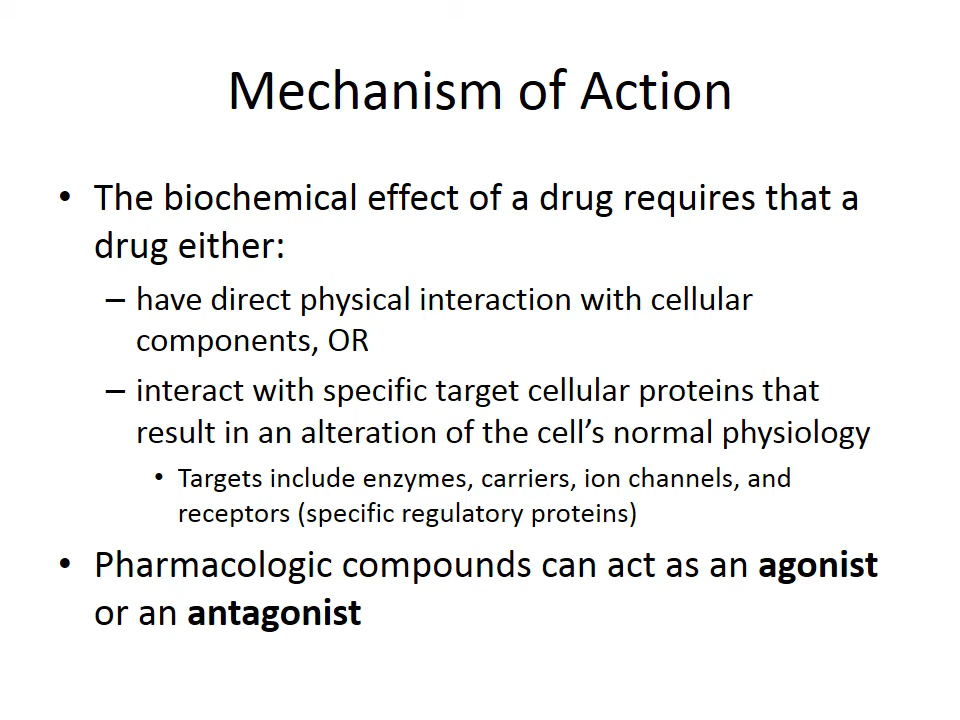 Mechanism of Action
• The biochemical effect of a drug requires that a
drug either:
– have direct physical interaction with cellular
components, OR
– interact with specific target cellular proteins that
result in an alteration of the cell’s normal physiology
• Targets include enzymes, carriers, ion channels, and
receptors (specific regulatory proteins)
• Pharmacologic compounds can act as an agonist
or an antagonist